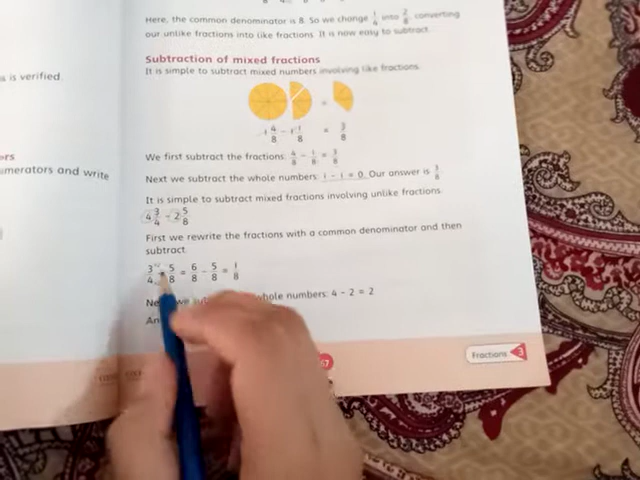 Here, the common denominator is 8. So we change 1/4 into 2/8 converting
our unlike fractions into like fractions. It is now easy to subtract.
a is verified.
Subtraction of mixed fractions
It is simple to subtract mixed numbers involving like fractions.
=
1 4/8 - 1 1/8 = 3/8
ors
umerators and write
We first subtract the fractions: 4/8 - 1/8 = 3/8
Next we subtract the whole numbers: 1 - 1 = 0. Our answer is 3/8
It is simple to subtract mixed fractions involving unlike fractions.
4 3/4 - 2 5/8
First we rewrite the fractions with a common denominator and then
subtract.
3/4 - 5/8 = 6/8 - 5/8 = 1/8
whole numbers: 4 - 2 = 2
Fractions 3